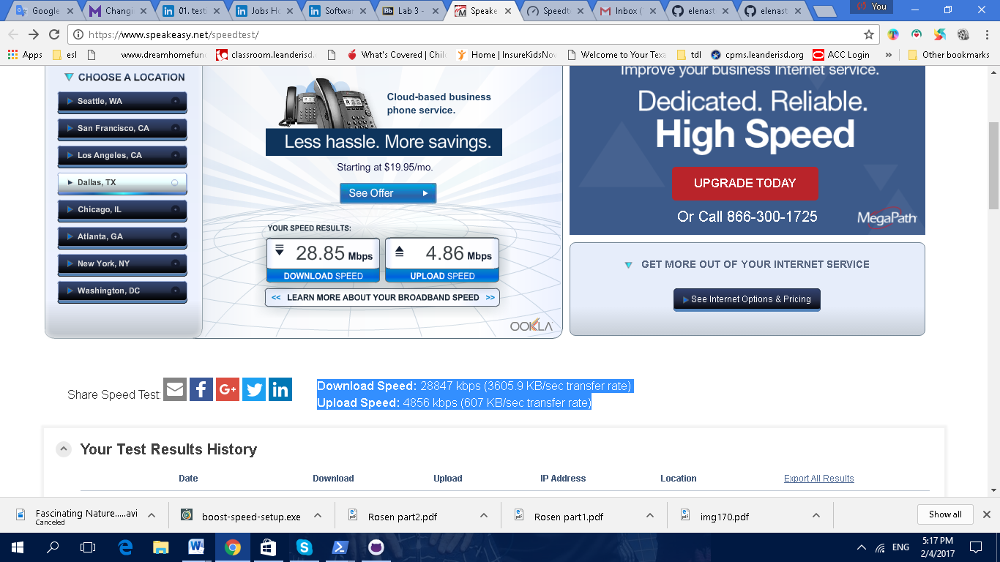 Google
Changi
01. test
Jobs Ho
Softwar
Bb Lab 3 -
Speake
Speedt
Inbox (
elenast
elenast
You
https://www.speakeasy.net/speedtest/
Apps
esl
www.dreamhomefun
classroom.leanderisd.
What's Covered | Chil
Home | InsureKidsNov
Welcome to Your Texa
tdl
cpms.leanderisd.org
ACC Login
»
Other bookmarks
CHOOSE A LOCATION
Seattle, WA
San Francisco, CA
Los Angeles, CA
Dallas, TX
Chicago, IL
Atlanta, GA
New York, NY
Washington, DC
Cloud-based business
phone service.
Less hassle. More savings.
Starting at $19.95/mo.
See Offer
YOUR SPEED RESULTS:
28.85 Mbps
DOWNLOAD SPEED
4.86 Mbps
UPLOAD SPEED
<< LEARN MORE ABOUT YOUR BROADBAND SPEED >>
OOKLA
Improve your business Internet service.
Dedicated. Reliable.
High Speed
UPGRADE TODAY
Or Call 866-300-1725
MegaPath
GET MORE OUT OF YOUR INTERNET SERVICE
See Internet Options & Pricing
Share Speed Test:
Download Speed: 28847 kbps (3605.9 KB/sec transfer rate)
Upload Speed: 4856 kbps (607 KB/sec transfer rate)
Your Test Results History
Date Download Upload IP Address Location Export All Results
Fascinating Nature.....avi
Canceled
boost-speed-setup.exe
Rosen part2.pdf
Rosen part1.pdf
img170.pdf
Show all
ENG
5:17 PM
2/4/2017